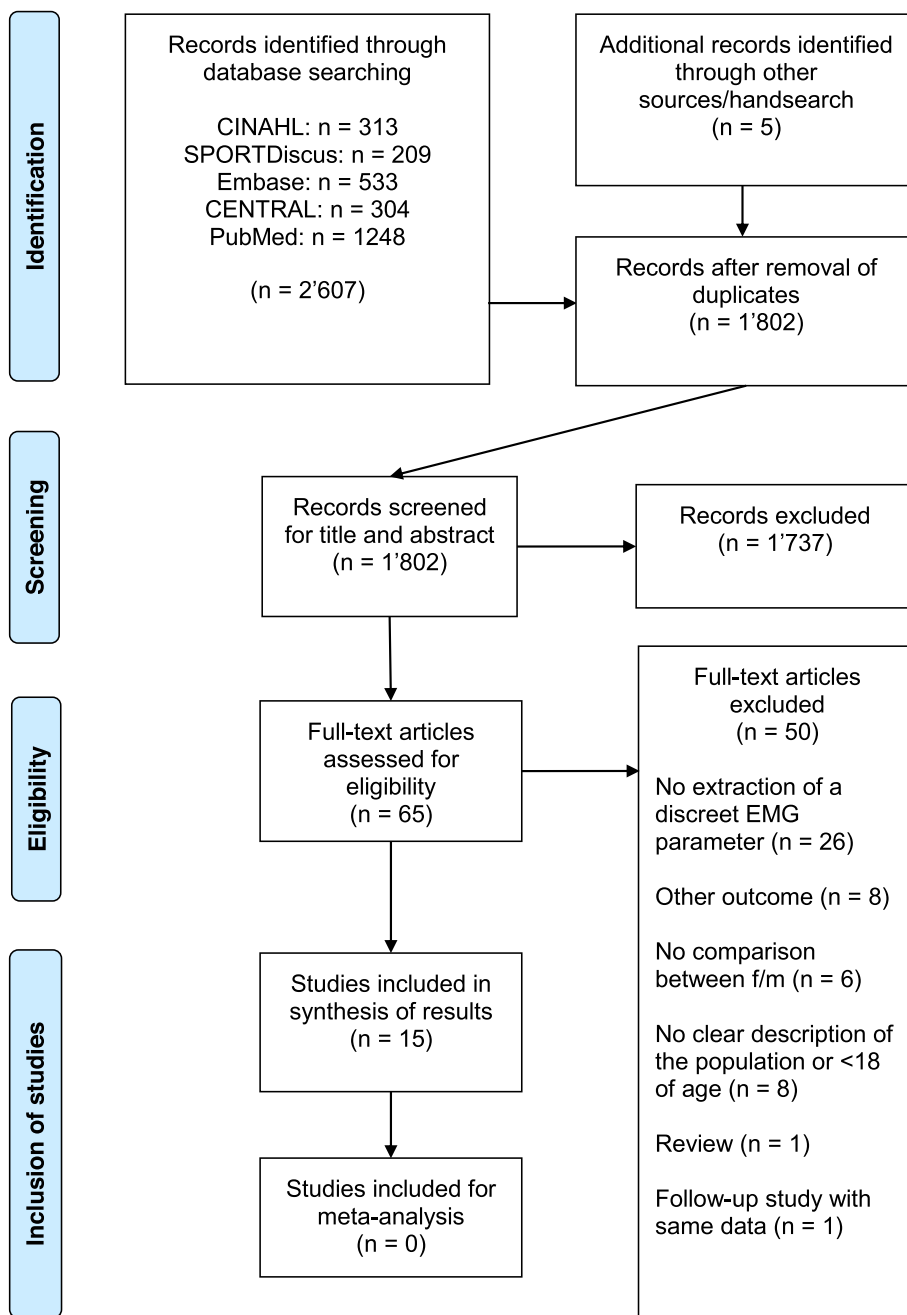 Identification
Records identified through
database searching
CINAHL: n = 313
SPORTDiscus: n = 209
Embase: n = 533
CENTRAL: n = 304
PubMed: n = 1248
(n = 2'607)
Additional records identified
through other
sources/handsearch
(n = 5)
Records after removal of
duplicates
(n = 1'802)
Screening
Records screened
for title and abstract
(n = 1'802)
Records excluded
(n = 1'737)
Eligibility
Full-text articles
assessed for
eligibility
(n = 65)
Full-text articles
excluded
(n = 50)
No extraction of a
discreet EMG
parameter (n = 26)
Other outcome (n = 8)
No comparison
between f/m (n = 6)
No clear description of
the population or <18
of age (n = 8)
Review (n = 1)
Follow-up study with
same data (n = 1)
Inclusion of studies
Studies included in
synthesis of results
(n = 15)
Studies included for
meta-analysis
(n = 0)